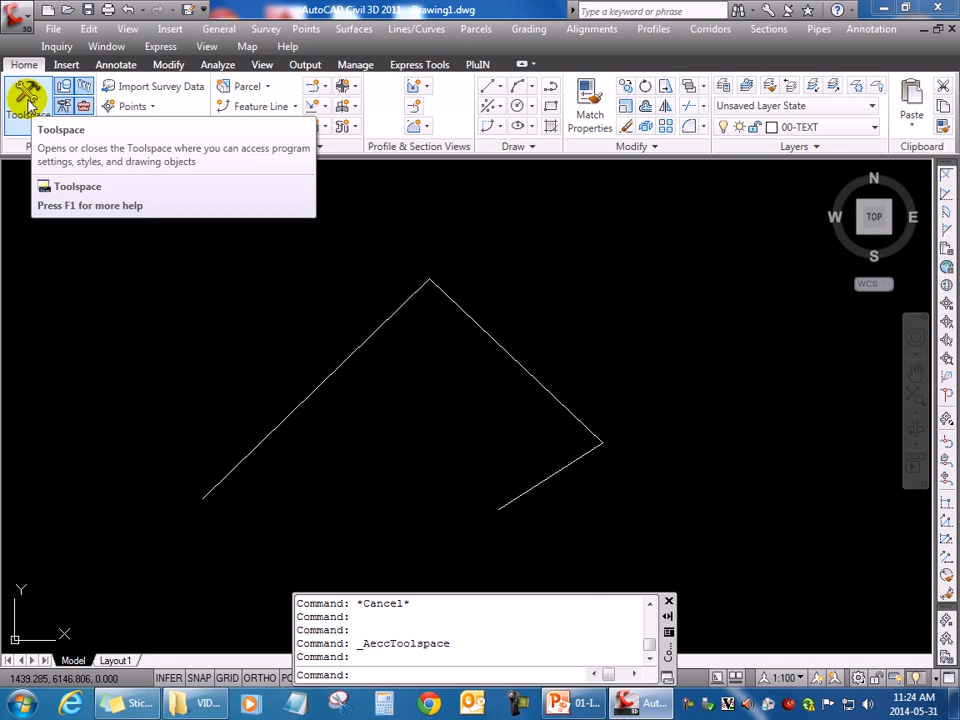 AutoCAD Civil 3D 2011 Drawing1.dwg
Type a keyword or phrase
File Edit View Insert General Survey Points Surfaces Lines/Curves Parcels Grading Alignments Profiles Corridors Sections Pipes Annotation
Inquiry Window Express View Map Help
Home Insert Annotate Modify Analyze View Output Manage Express Tools PluIN
Import Survey Data Parcel
Points Feature Line
Toolspace
Match Properties
Unsaved Layer State
00-TEXT
Paste
Profile & Section Views Draw Modify Layers Clipboard
Toolspace
Opens or closes the Toolspace where you can access program
settings, styles, and drawing objects
Toolspace
Press F1 for more help
N
W TOP E
S
WCS
Y
X
Command: *Cancel*
Command:
Command:
Command: _AeccToolspace
Command:
Command:
Co...
Model Layout1
1439.285, 6146.806, 0.000 INFER SNAP GRID ORTHO 1:100
Stic... VID... 01-I... Aut...
11:24 AM
2014-05-31